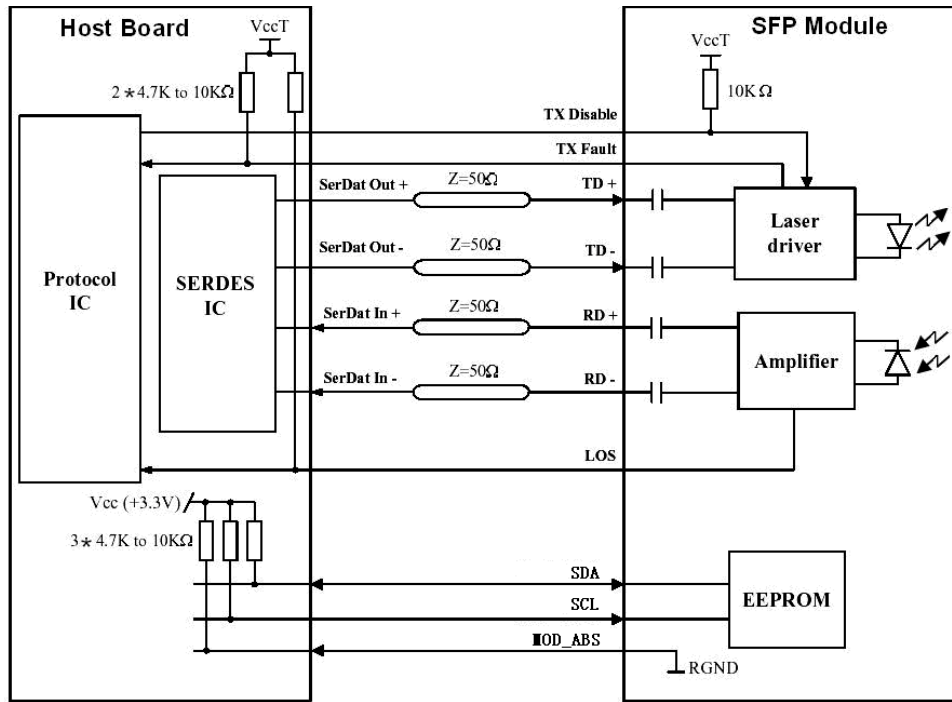 Host Board
SFP Module
VccT
VccT
2*4.7K to 10KΩ
10KΩ
TX Disable
TX Fault
SerDat Out +
Z=50Ω
TD +
Laser
driver
SerDat Out -
Z=50Ω
TD -
Protocol
IC
SERDES
IC
SerDat In +
Z=50Ω
RD +
Amplifier
SerDat In -
Z=50Ω
RD -
LOS
Vcc (+3.3V)
3*4.7K to 10KΩ
SDA
EEPROM
SCL
MOD_ABS
RGND